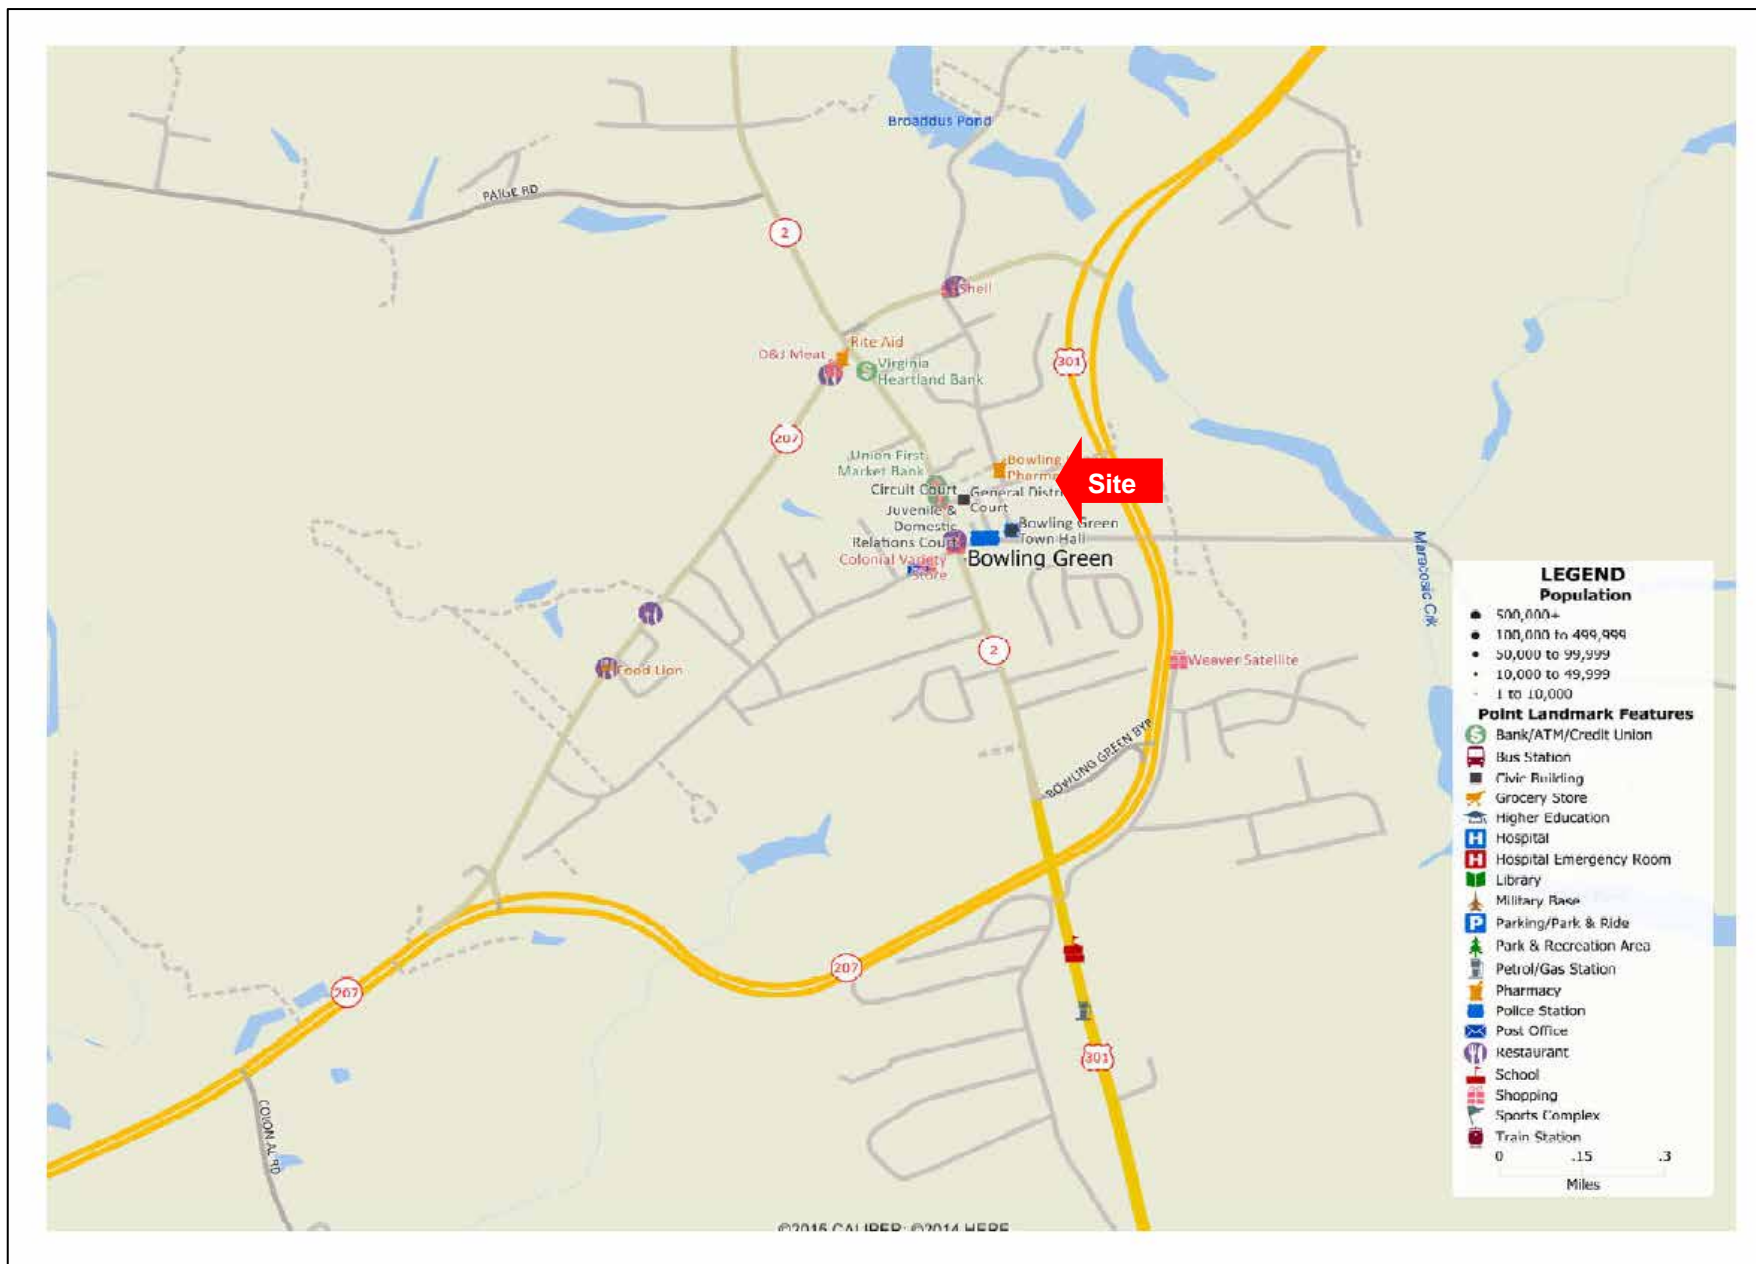 Broaddus Pond
PAIGE RD
2
Shell
Rite Aid
D&J Meat
Virginia
Heartland Bank
301
207
Union First
Market Bank
Bowling
Pharm
Site
Circuit Court
General Distri
Court
Juvenile &
Domestic
Relations Court
Bowling Green
Town Hall
Colonial Variety
Store
Bowling Green
Maracosic Crk
2
Weaver Satellite
Food Lion
BOWLING GREEN BYP
207
207
301
COLONIAL RD
LEGEND
Population
500,000+
100,000 to 499,999
50,000 to 99,999
10,000 to 49,999
1 to 10,000
Point Landmark Features
Bank/ATM/Credit Union
Bus Station
Civic Building
Grocery Store
Higher Education
H Hospital
H Hospital Emergency Room
Library
Military Base
P Parking/Park & Ride
Park & Recreation Area
Petrol/Gas Station
Pharmacy
Police Station
Post Office
Restaurant
School
Shopping
Sports Complex
Train Station
0 .15 .3
Miles
©2015 CALIPER; ©2014 HERE